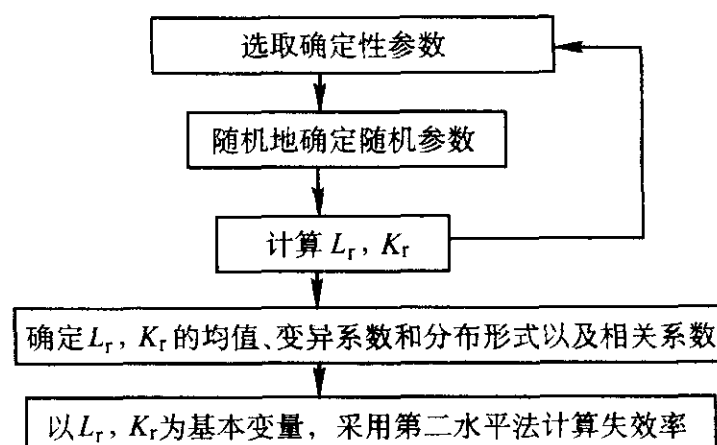 选取确定性参数
随机地确定随机参数
计算 Lr, Kr
确定Lr, Kr的均值、变异系数和分布形式以及相关系数
以Lr, Kr为基本变量，采用第二水平法计算失效率